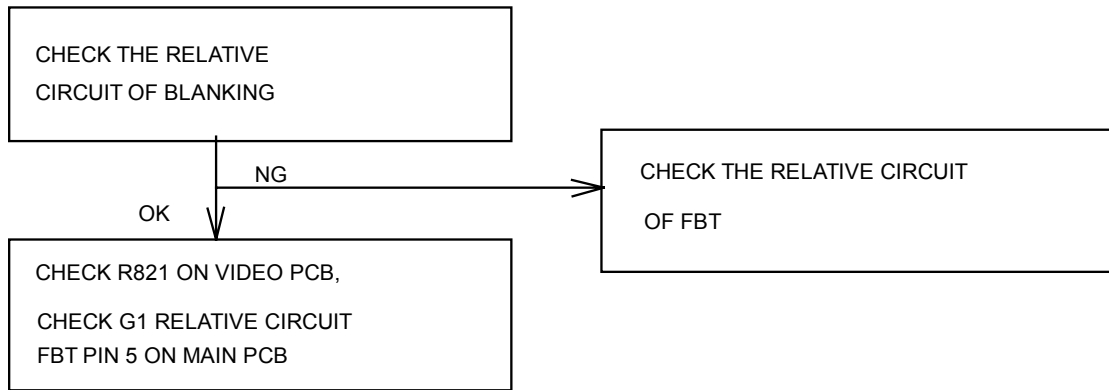 CHECK THE RELATIVE
CIRCUIT OF BLANKING
NG
CHECK THE RELATIVE CIRCUIT
OF FBT
OK
CHECK R821 ON VIDEO PCB,
CHECK G1 RELATIVE CIRCUIT
FBT PIN 5 ON MAIN PCB